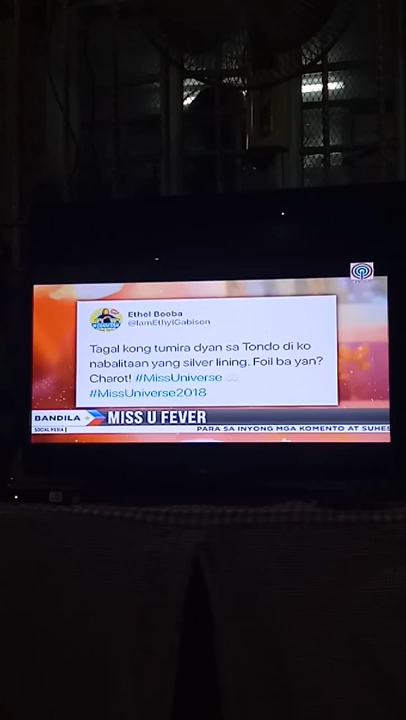 Ethel Booba
@IamEthylGabison
Tagal kong tumira dyan sa Tondo di ko
nabalitaan yang silver lining. Foil ba yan?
Charot! #MissUniverse
#MissUniverse2018
BANDILA
MISS U FEVER
SOCIAL MEDIA
PARA SA INYONG MGA KOMENTO AT SUHES